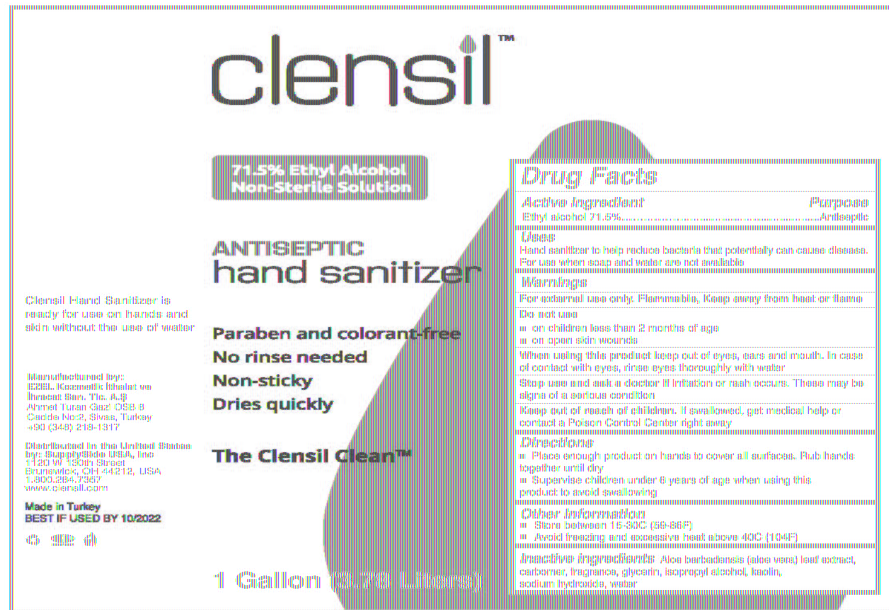 clensil™
71.5% Ethyl Alcohol
Non-Sterile Solution
ANTISEPTIC
hand sanitizer
Paraben and colorant-free
No rinse needed
Non-sticky
Dries quickly
The Clensil Clean™
1 Gallon (3.78 Liters)
Clensil Hand Sanitizer is
ready for use on hands and
skin without the use of water
Manufactured by:
Kozmetik Ithalat ve
San. Tic. A.Ş
Ahmet Turan Gazi OSB
Cadde No:2, Sivas, Turkey
Distributed in the United States
by: SupplySide USA, Inc
Street
Brunswick, OH 44212, USA
www.clensil.com
Made in Turkey
BEST IF USED BY 10/2022
Drug Facts
Active Ingredient Purpose
Ethyl alcohol 71.5%..........Antiseptic
Uses
Hand sanitizer to help reduce bacteria that potentially can cause disease.
For use when soap and water are not available
Warnings
For external use only. Flammable, Keep away from heat or flame
Do not use
on children less than 2 months of age
on open skin wounds
When using this product keep out of eyes, ears and mouth. In case
of contact with eyes, rinse eyes thoroughly with water
Stop use and ask a doctor if irritation or rash occurs. These may be
signs of a serious condition
Keep out of reach of children. If swallowed, get medical help or
contact a Poison Control Center right away
Directions
Place enough product on hands to cover all surfaces. Rub hands
together until dry
Supervise children under 6 years of age when using this
product to avoid swallowing
Other Information
Store between 15-30C (59-86F)
Avoid freezing and excessive heat above 40C (104F)
Inactive ingredients Aloe barbadensis (aloe vera) leaf extract,
carbomer, fragrance, glycerin, isopropyl alcohol, kaolin,
sodium hydroxide, water